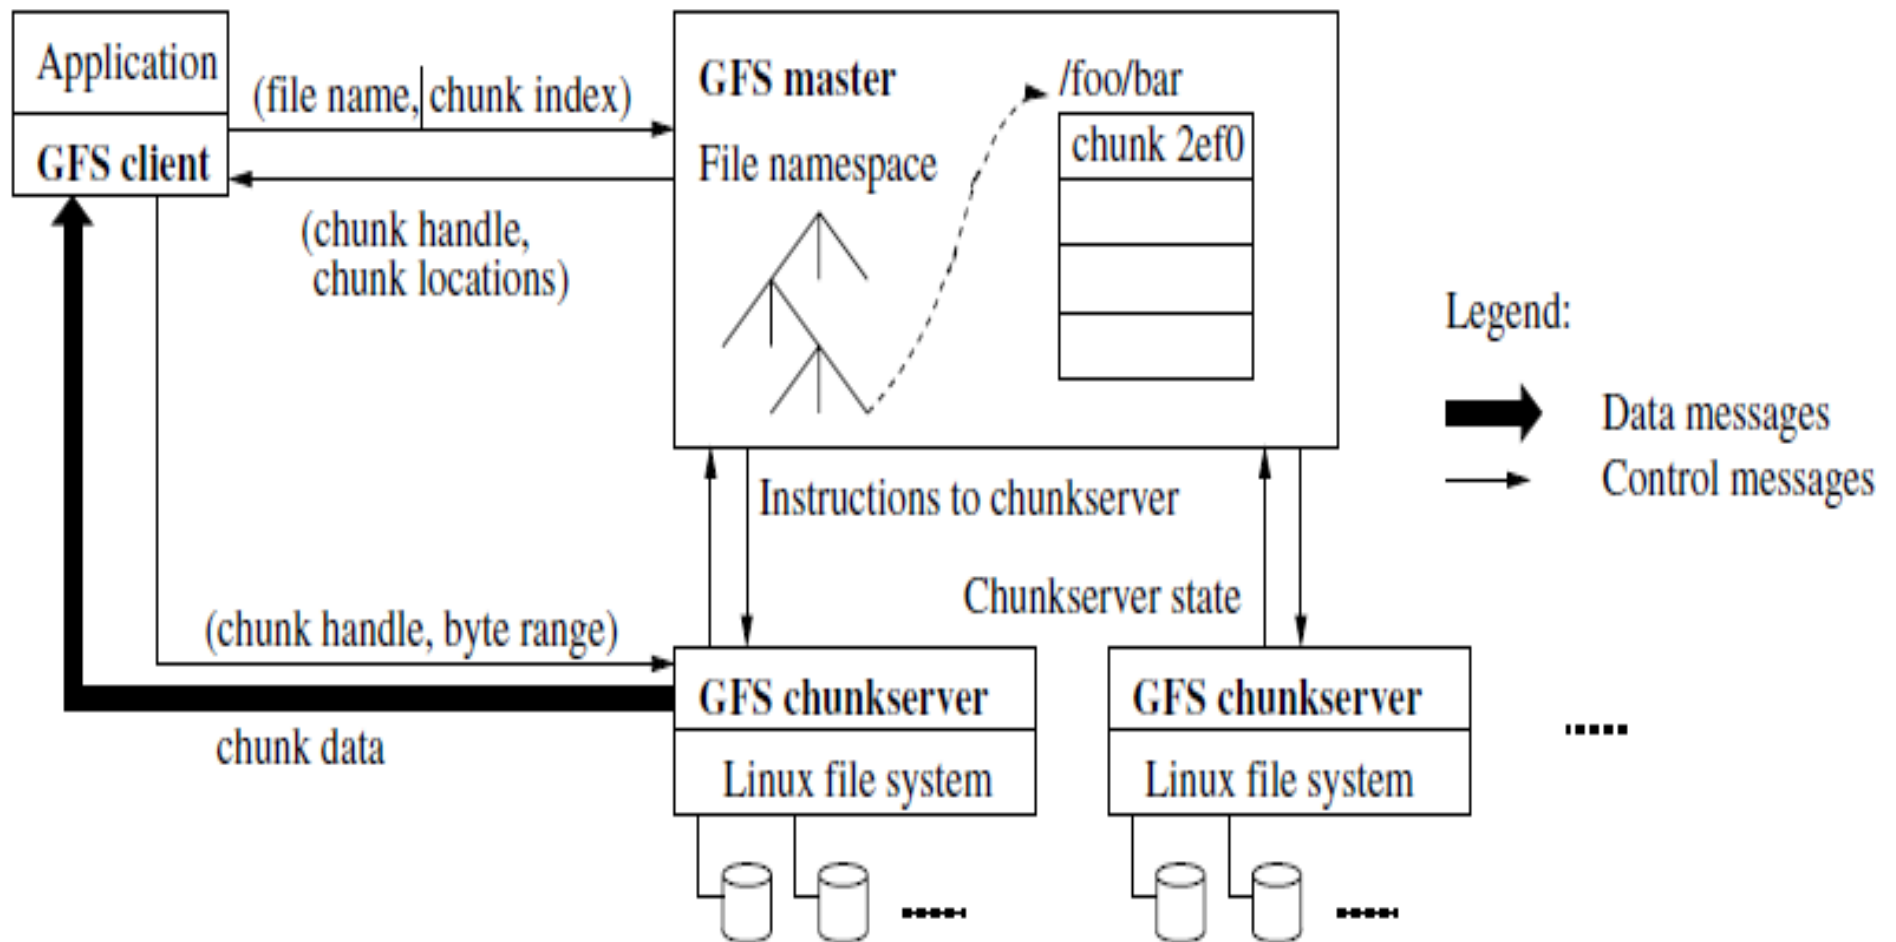 Application
GFS client
(file name, chunk index)
(chunk handle,
chunk locations)
GFS master
File namespace
/foo/bar
chunk 2ef0
Legend:
Data messages
Control messages
Instructions to chunkserver
Chunkserver state
(chunk handle, byte range)
chunk data
GFS chunkserver
Linux file system
GFS chunkserver
Linux file system